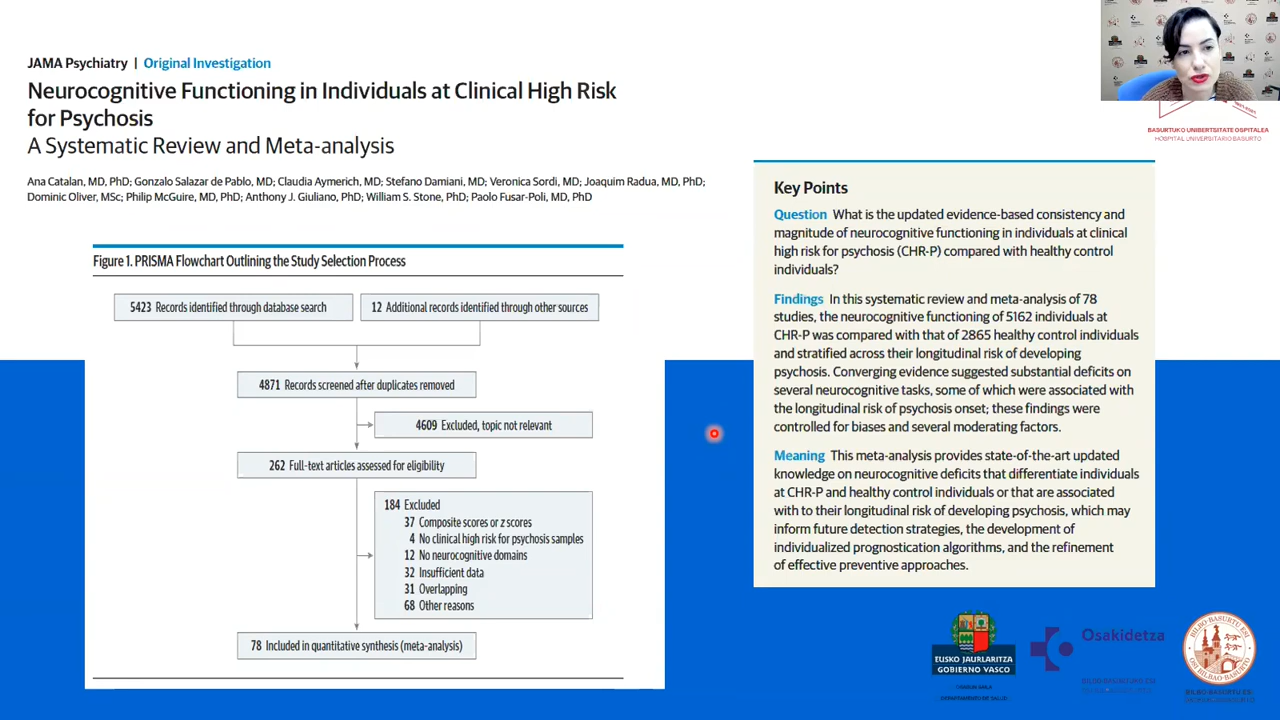 JAMA Psychiatry | Original Investigation
Neurocognitive Functioning in Individuals at Clinical High Risk
for Psychosis
A Systematic Review and Meta-analysis
Ana Catalan, MD, PhD; Gonzalo Salazar de Pablo, MD; Claudia Aymerich, MD; Stefano Damiani, MD; Veronica Sordi, MD; Joaquim Radua, MD, PhD;
Dominic Oliver, MSc; Philip McGuire, MD, PhD; Anthony J. Giuliano, PhD; William S. Stone, PhD; Paolo Fusar-Poli, MD, PhD
Figure 1. PRISMA Flowchart Outlining the Study Selection Process
5423 Records identified through database search
12 Additional records identified through other sources
4871 Records screened after duplicates removed
4609 Excluded, topic not relevant
262 Full-text articles assessed for eligibility
184 Excluded
37 Composite scores or z scores
4 No clinical high risk for psychosis samples
12 No neurocognitive domains
32 Insufficient data
31 Overlapping
68 Other reasons
78 Included in quantitative synthesis (meta-analysis)
BASURTUKO UNIBERTSITATE OSPITALEA
HOSPITAL UNIVERSITARIO BASURTO
Key Points
Question What is the updated evidence-based consistency and
magnitude of neurocognitive functioning in individuals at clinical
high risk for psychosis (CHR-P) compared with healthy control
individuals?
Findings In this systematic review and meta-analysis of 78
studies, the neurocognitive functioning of 5162 individuals at
CHR-P was compared with that of 2865 healthy control individuals
and stratified across their longitudinal risk of developing
psychosis. Converging evidence suggested substantial deficits on
several neurocognitive tasks, some of which were associated with
the longitudinal risk of psychosis onset; these findings were
controlled for biases and several moderating factors.
Meaning This meta-analysis provides state-of-the-art updated
knowledge on neurocognitive deficits that differentiate individuals
at CHR-P and healthy control individuals or that are associated
with to their longitudinal risk of developing psychosis, which may
inform future detection strategies, the development of
individualized prognostication algorithms, and the refinement
of effective preventive approaches.
EUSKO JAURLARITZA
GOBIERNO VASCO
DEPARTAMENTO DE SALUD
Osakidetza
BILBO-BASURTU ESI
OSI BILBAO-BASURTO